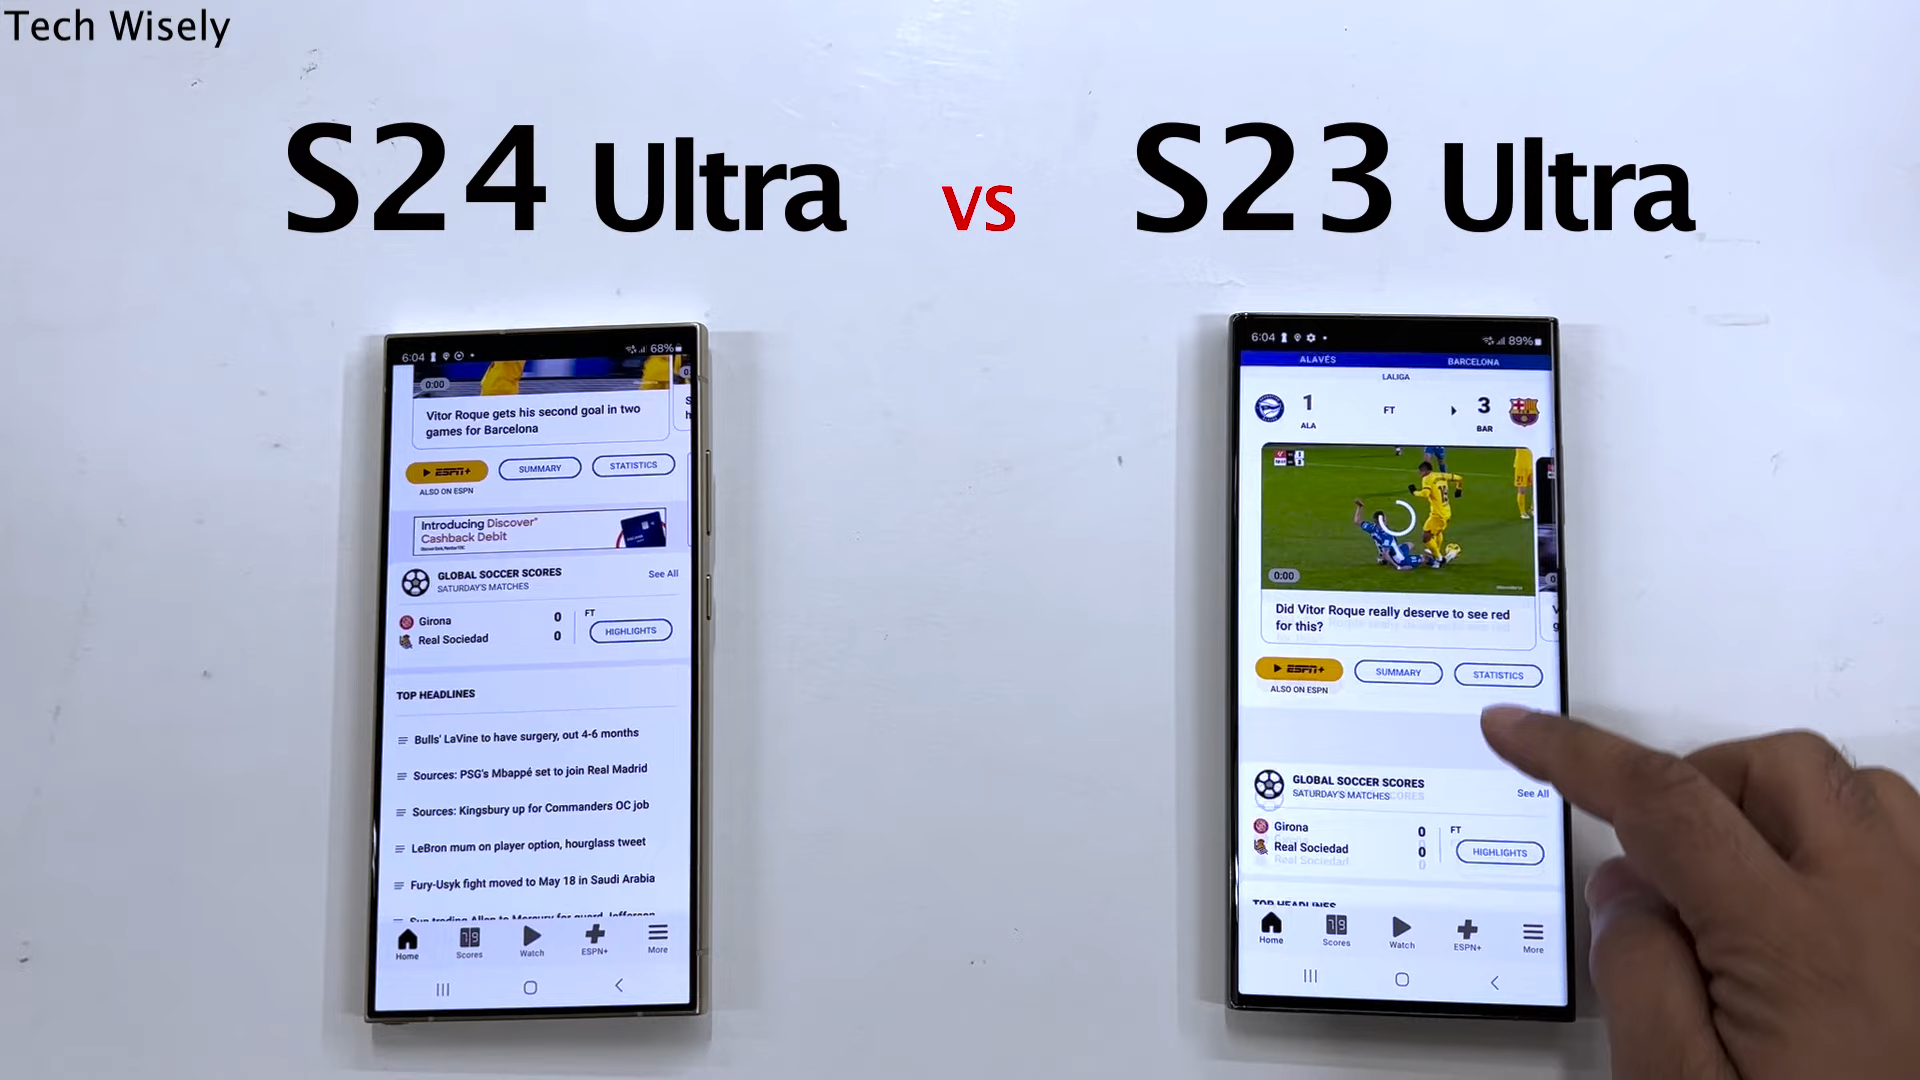 Tech Wisely
S24 Ultra vs S23 Ultra
6:04
68%
0:00
Vitor Roque gets his second goal in two
games for Barcelona
ESPN+
SUMMARY
STATISTICS
ALSO ON ESPN
Introducing Discover
Cashback Debit
GLOBAL SOCCER SCORES
SATURDAY'S MATCHES
See All
Girona 0
Real Sociedad 0
FT
HIGHLIGHTS
TOP HEADLINES
Bulls' LaVine to have surgery, out 4-6 months
Sources: PSG's Mbappé set to join Real Madrid
Sources: Kingsbury up for Commanders OC job
LeBron mum on player option, hourglass tweet
Fury-Usyk fight moved to May 18 in Saudi Arabia
Home
Scores
Watch
ESPN+
More
6:04
89%
ALAVÉS
BARCELONA
LALIGA
1
ALA
FT
3
BAR
0:00
Did Vitor Roque really deserve to see red
for this?
ESPN+
SUMMARY
STATISTICS
ALSO ON ESPN
GLOBAL SOCCER SCORES
SATURDAY'S MATCHES
See All
Girona 0
Real Sociedad 0
FT
HIGHLIGHTS
TOP HEADLINES
Home
Scores
Watch
ESPN+
More